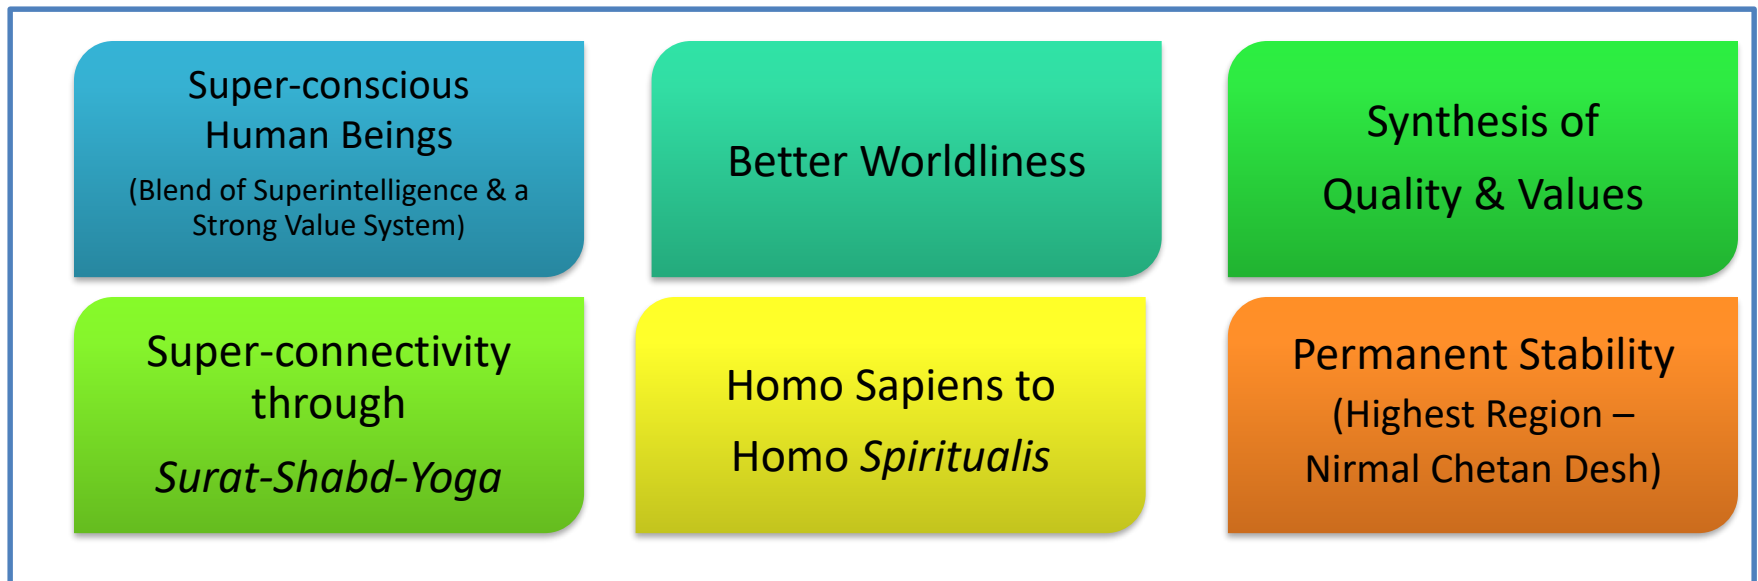 Super-conscious
Human Beings
(Blend of Superintelligence & a
Strong Value System)
Better Worldliness
Synthesis of
Quality & Values
Super-connectivity
through
Surat-Shabd-Yoga
Homo Sapiens to
Homo Spiritualis
Permanent Stability
(Highest Region –
Nirmal Chetan Desh)